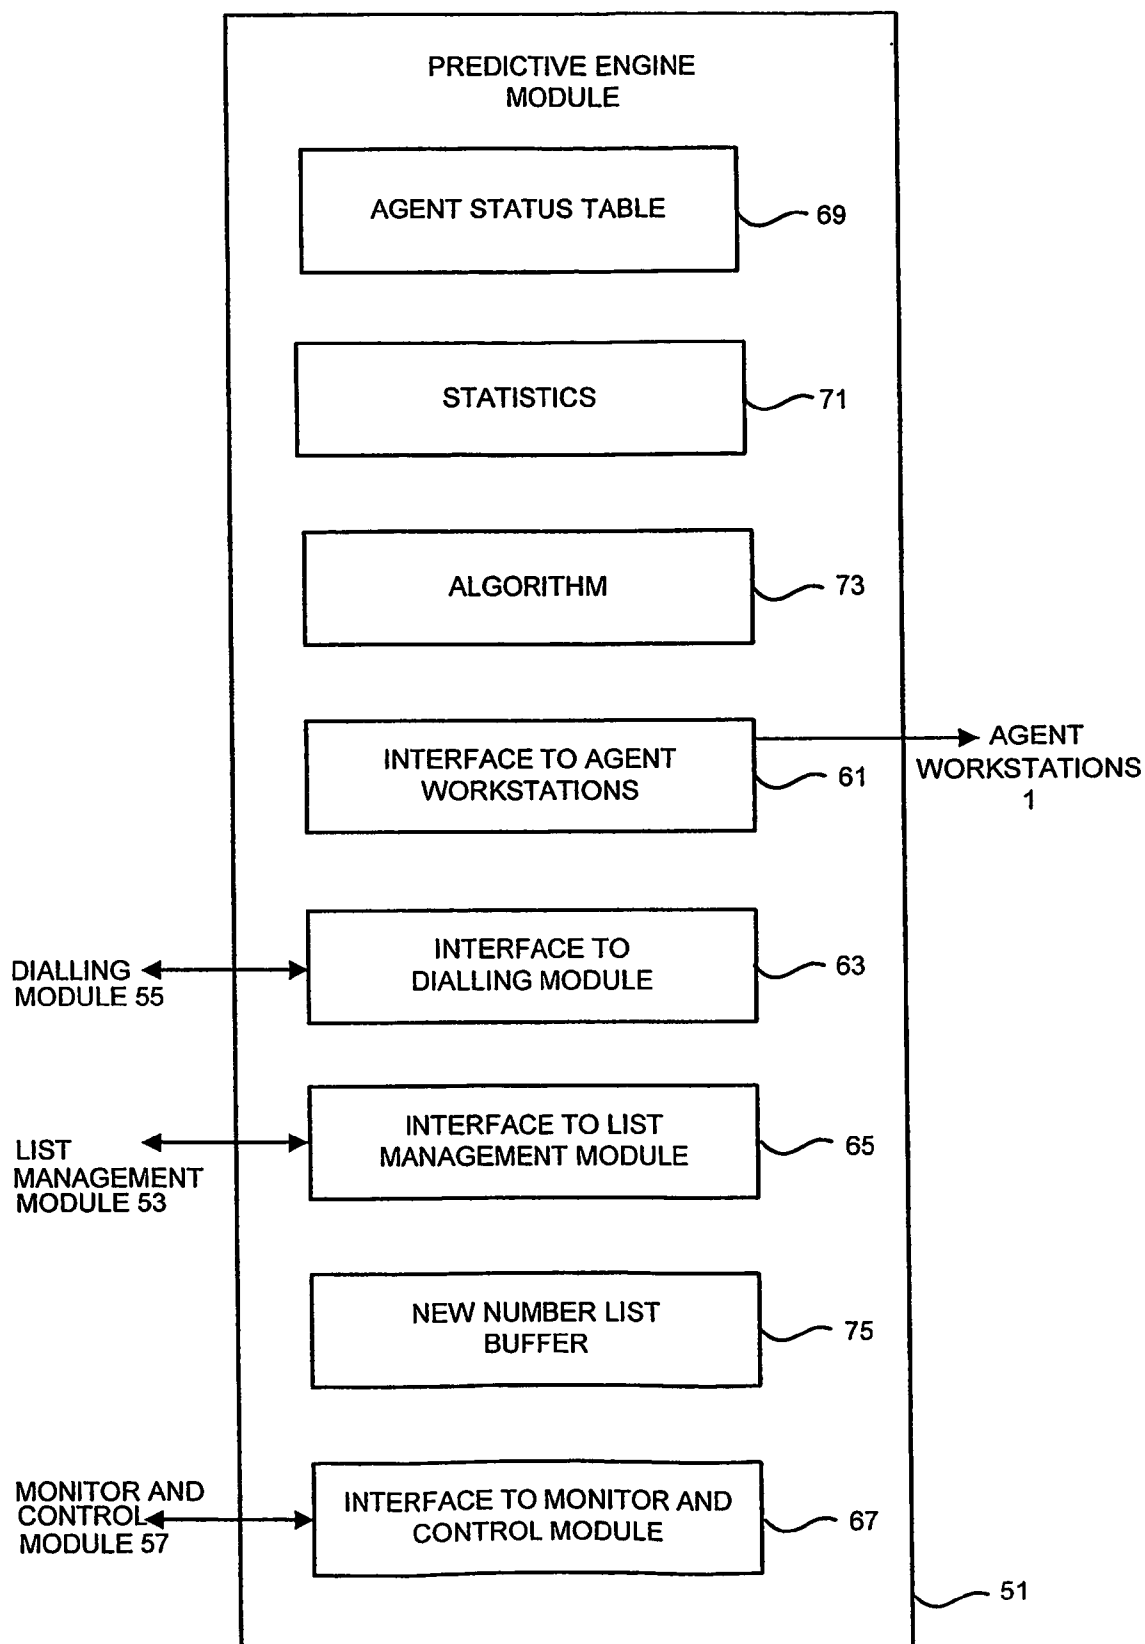 PREDICTIVE ENGINE
MODULE
AGENT STATUS TABLE
69
STATISTICS
71
ALGORITHM
73
INTERFACE TO AGENT
WORKSTATIONS
61
AGENT
WORKSTATIONS
1
DIALLING
MODULE 55
INTERFACE TO
DIALLING MODULE
63
LIST
MANAGEMENT
MODULE 53
INTERFACE TO LIST
MANAGEMENT MODULE
65
NEW NUMBER LIST
BUFFER
75
MONITOR AND
CONTROL
MODULE 57
INTERFACE TO MONITOR AND
CONTROL MODULE
67
51